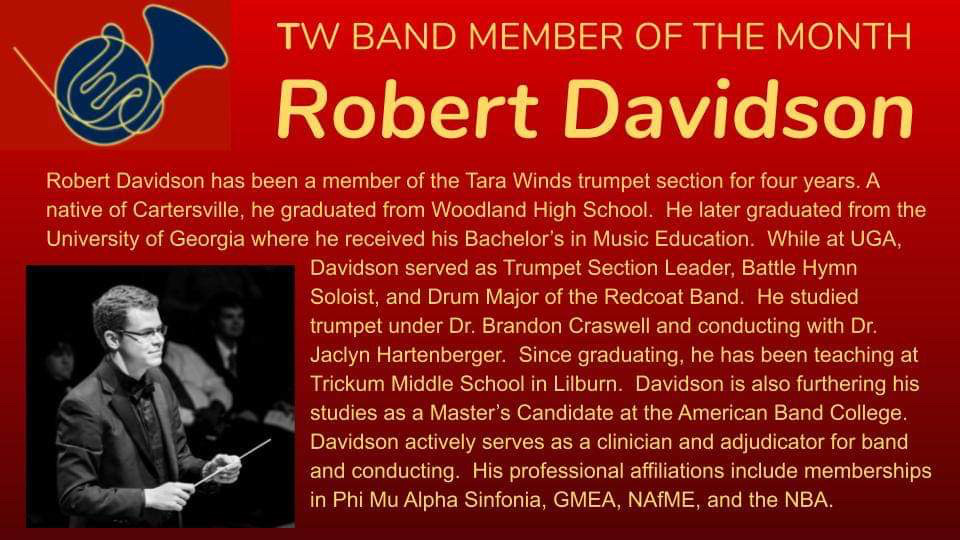 TW BAND MEMBER OF THE MONTH
Robert Davidson
Robert Davidson has been a member of the Tara Winds trumpet section for four years. A
native of Cartersville, he graduated from Woodland High School.  He later graduated from the
University of Georgia where he received his Bachelor’s in Music Education.  While at UGA,
Davidson served as Trumpet Section Leader, Battle Hymn
Soloist, and Drum Major of the Redcoat Band.  He studied
trumpet under Dr. Brandon Craswell and conducting with Dr.
Jaclyn Hartenberger.  Since graduating, he has been teaching at
Trickum Middle School in Lilburn.  Davidson is also furthering his
studies as a Master’s Candidate at the American Band College.
Davidson actively serves as a clinician and adjudicator for band
and conducting.  His professional affiliations include memberships
in Phi Mu Alpha Sinfonia, GMEA, NAfME, and the NBA.